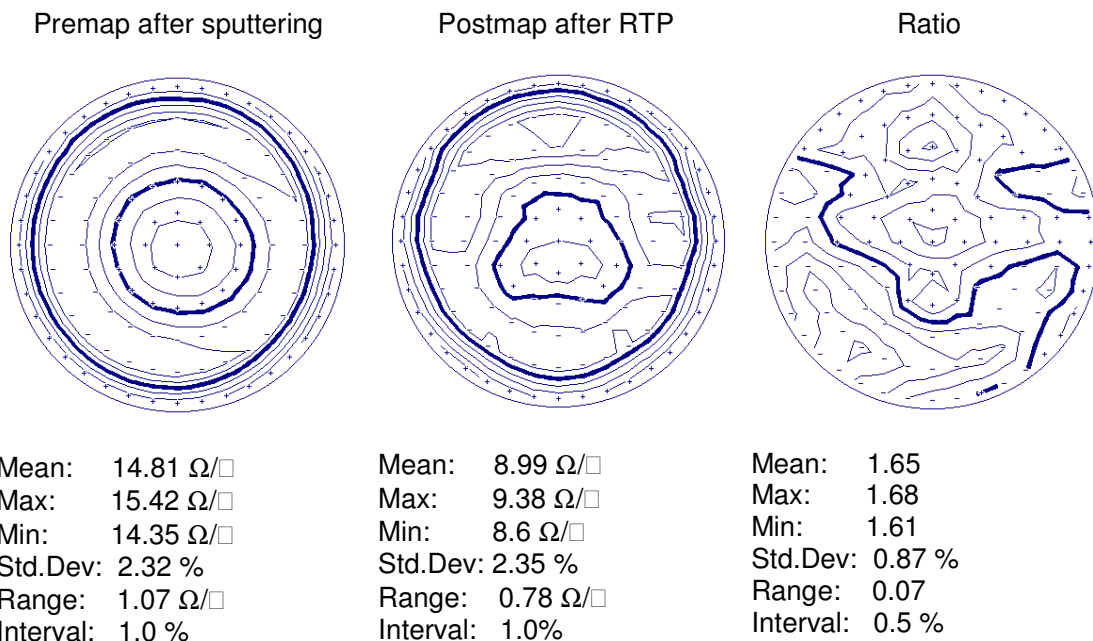 Premap after sputtering
Postmap after RTP
Ratio
Mean: 14.81 Ω/□
Max: 15.42 Ω/□
Min: 14.35 Ω/□
Std.Dev: 2.32 %
Range: 1.07 Ω/□
Interval: 1.0 %
Mean: 8.99 Ω/□
Max: 9.38 Ω/□
Min: 8.6 Ω/□
Std.Dev: 2.35 %
Range: 0.78 Ω/□
Interval: 1.0%
Mean: 1.65
Max: 1.68
Min: 1.61
Std.Dev: 0.87 %
Range: 0.07
Interval: 0.5 %